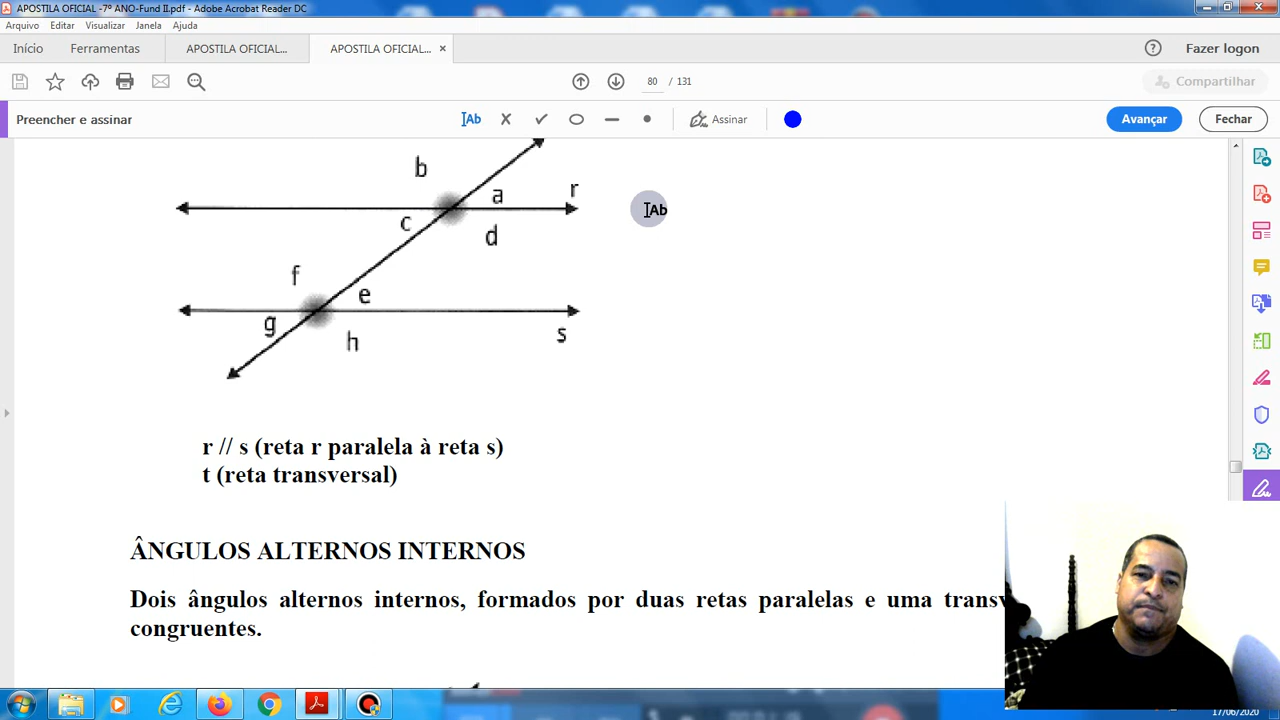 APOSTILA OFICIAL -7º ANO-Fund II.pdf - Adobe Acrobat Reader DC
Arquivo Editar Visualizar Janela Ajuda
Início Ferramentas APOSTILA OFICIAL... APOSTILA OFICIAL... × Fazer logon
80 / 131 Compartilhar
Preencher e assinar Ab Assinar Avançar Fechar
b
a r
Ab
c
d
f
e
g
h s
r // s (reta r paralela à reta s)
t (reta transversal)
ÂNGULOS ALTERNOS INTERNOS
Dois ângulos alternos internos, formados por duas retas paralelas e uma
congruentes.
17/06/2020